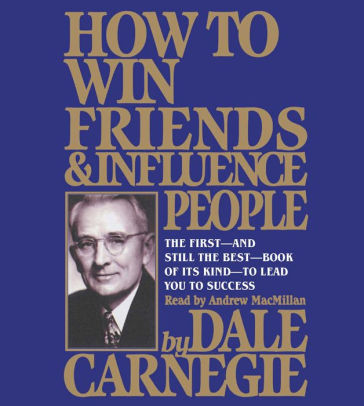 HOW TO
WIN
FRIENDS
& INFLUENCE
PEOPLE
THE FIRST—AND
STILL THE BEST—BOOK
OF ITS KIND—TO LEAD
YOU TO SUCCESS
Read by Andrew MacMillan
by DALE
CARNEGIE